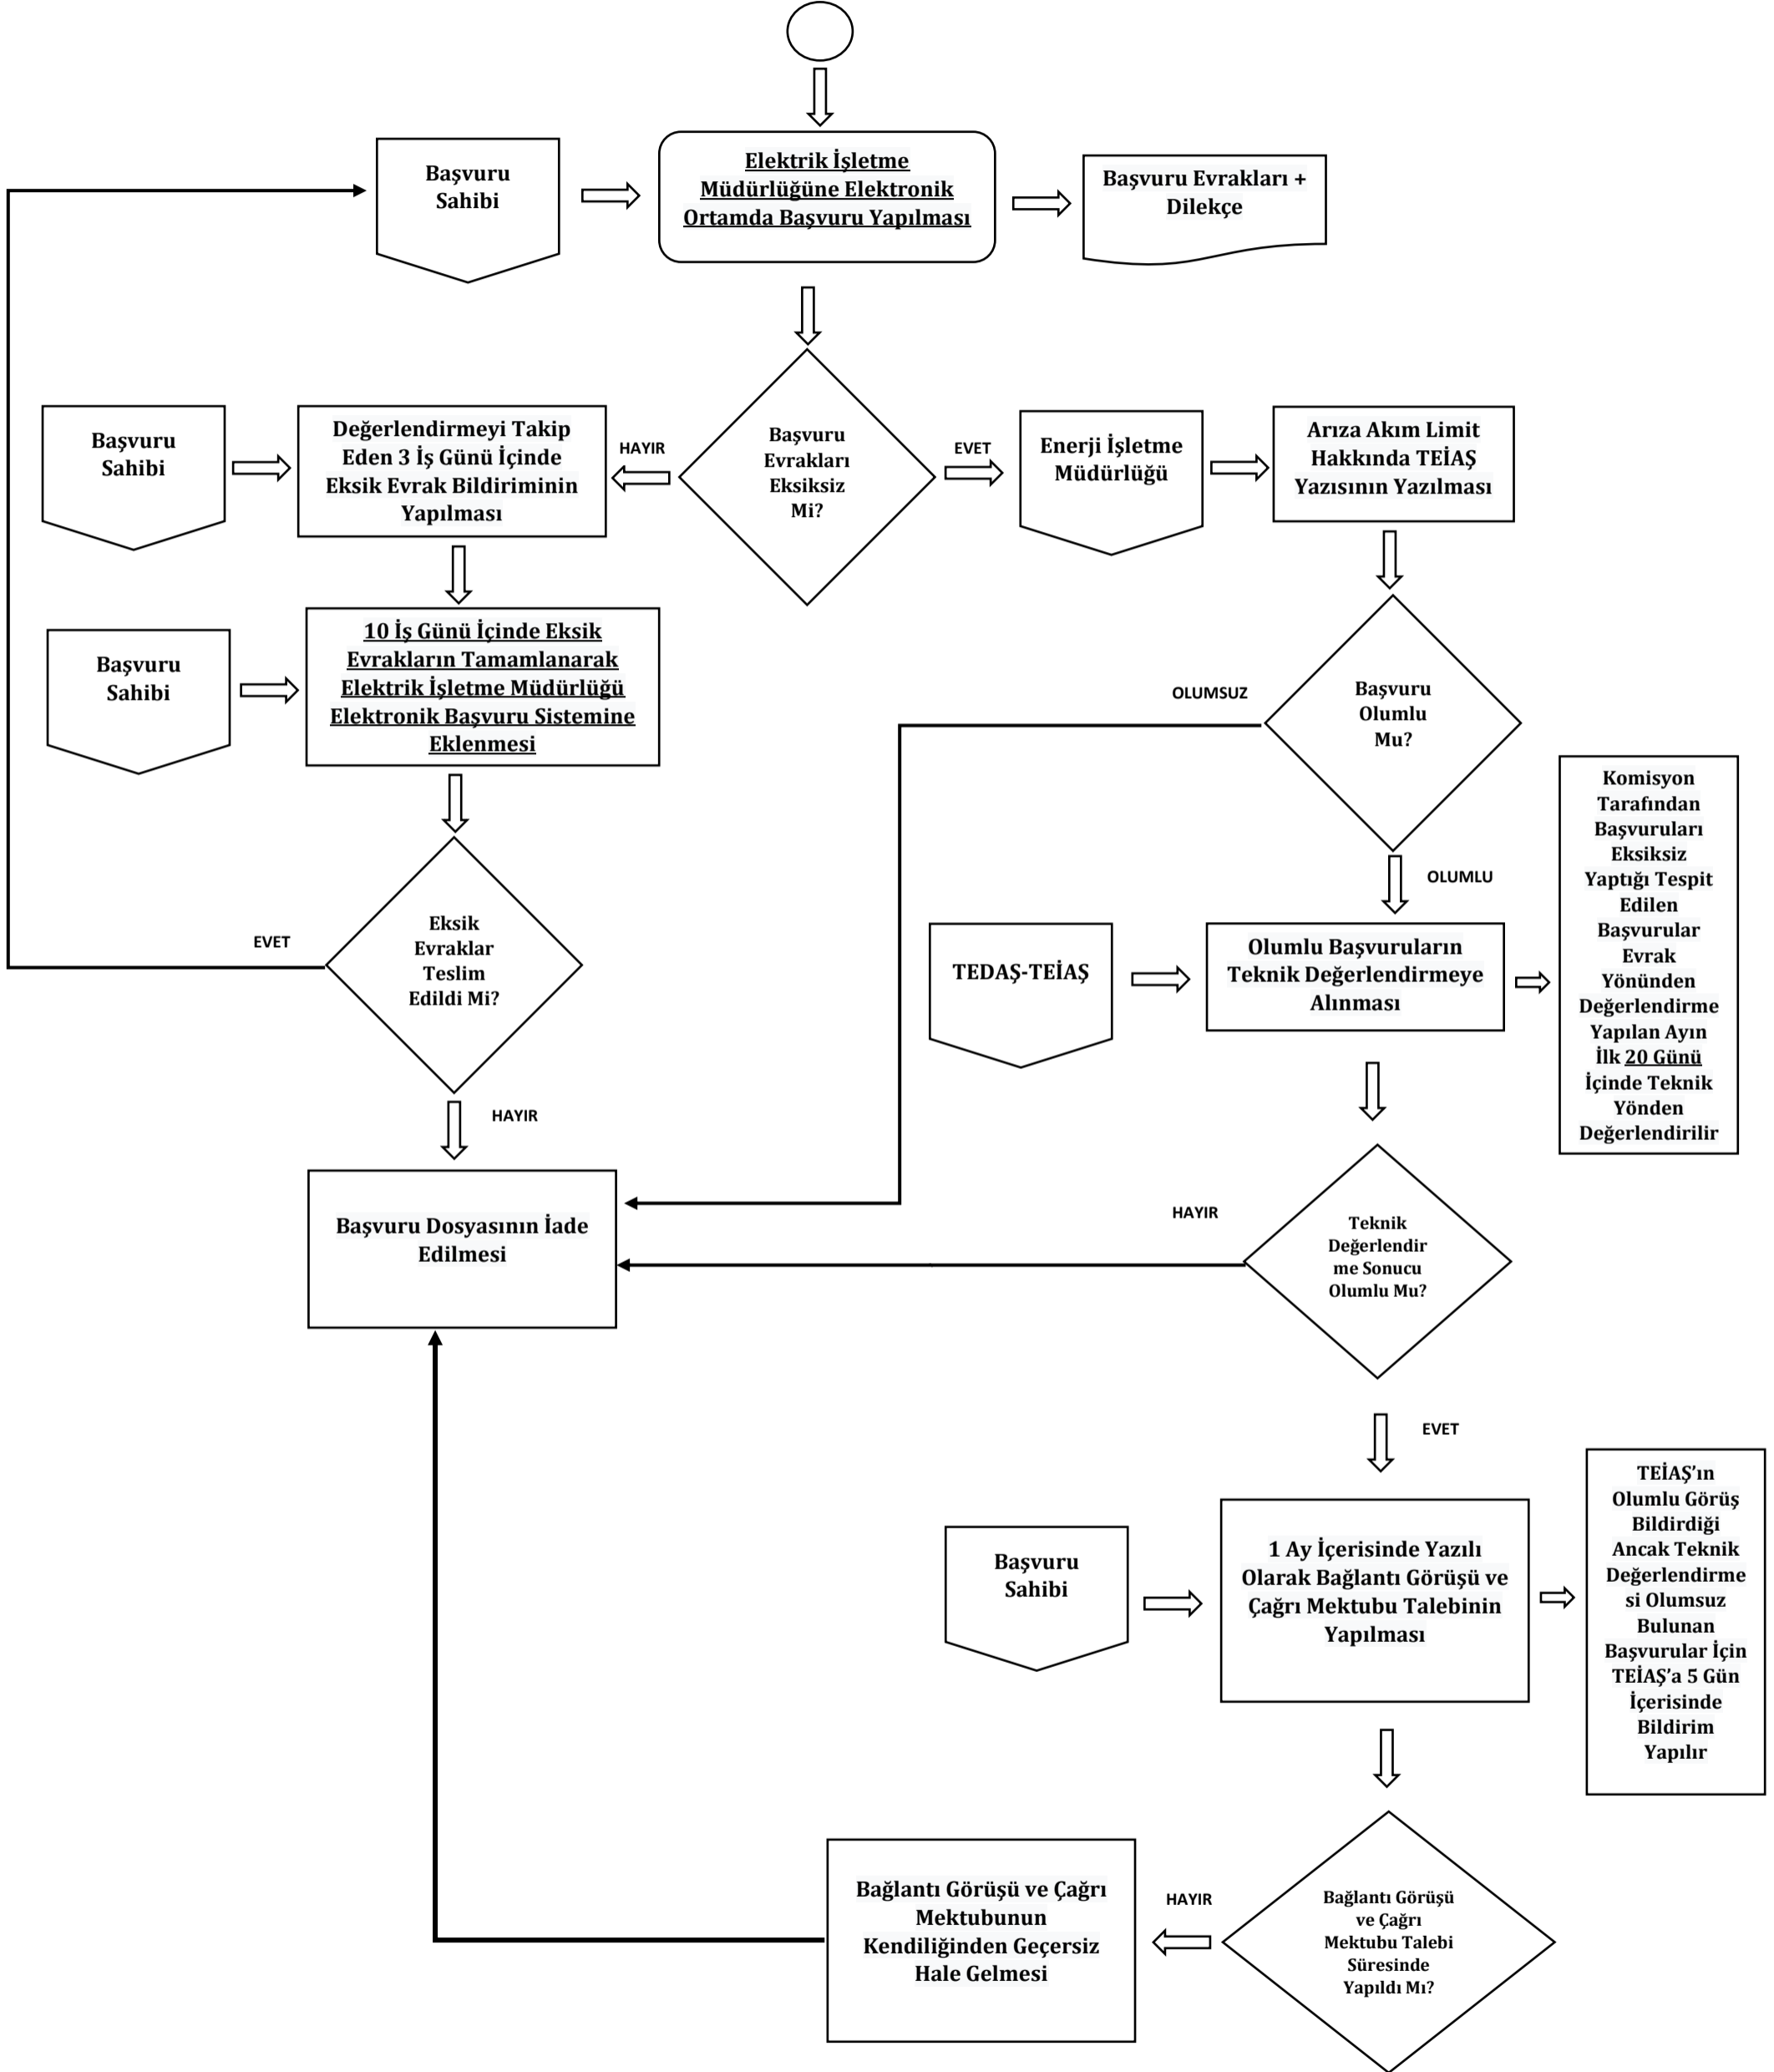 Başvuru
Sahibi
Elektrik İşletme
Müdürlüğüne Elektronik
Ortamda Başvuru Yapılması
Başvuru Evrakları +
Dilekçe
Başvuru
Sahibi
Değerlendirmeyi Takip
Eden 3 İş Günü İçinde
Eksik Evrak Bildiriminin
Yapılması
HAYIR
Başvuru
Evrakları
Eksiksiz
Mi?
EVET
Enerji İşletme
Müdürlüğü
Arıza Akım Limit
Hakkında TEİAŞ
Yazısının Yazılması
Başvuru
Sahibi
10 İş Günü İçinde Eksik
Evrakların Tamamlanarak
Elektrik İşletme Müdürlüğü
Elektronik Başvuru Sistemine
Eklenmesi
OLUMSUZ
Başvuru
Olumlu
Mu?
OLUMLU
Komisyon
Tarafından
Başvuruları
Eksiksiz
Yaptığı Tespit
Edilen
Başvurular
Evrak
Yönünden
Değerlendirme
Yapılan Ayın
İlk 20 Günü
İçinde Teknik
Yönden
Değerlendirilir
EVET
Eksik
Evraklar
Teslim
Edildi Mi?
HAYIR
TEDAŞ-TEİAŞ
Olumlu Başvuruların
Teknik Değerlendirmeye
Alınması
Başvuru Dosyasının İade
Edilmesi
HAYIR
Teknik
Değerlendir
me Sonucu
Olumlu Mu?
EVET
Başvuru
Sahibi
1 Ay İçerisinde Yazılı
Olarak Bağlantı Görüşü ve
Çağrı Mektubu Talebinin
Yapılması
TEİAŞ’ın
Olumlu Görüş
Bildirdiği
Ancak Teknik
Değerlendirme
si Olumsuz
Bulunan
Başvurular İçin
TEİAŞ’a 5 Gün
İçerisinde
Bildirim
Yapılır
Bağlantı Görüşü ve Çağrı
Mektubunun
Kendiliğinden Geçersiz
Hale Gelmesi
HAYIR
Bağlantı Görüşü
ve Çağrı
Mektubu Talebi
Süresinde
Yapıldı Mı?